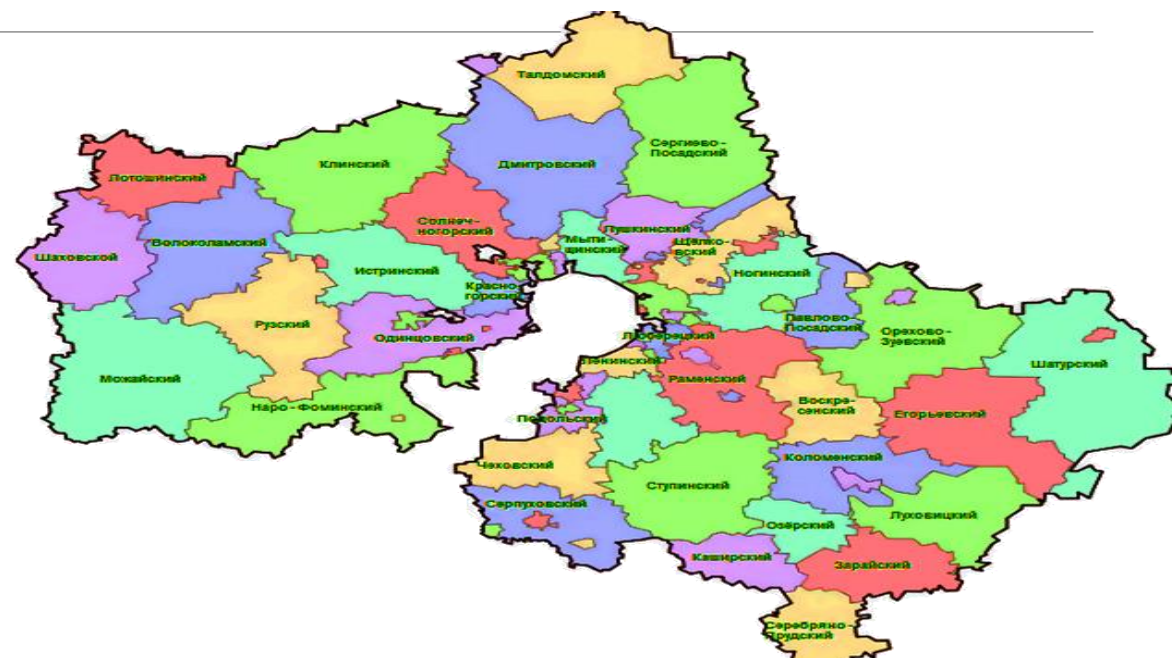 Талдомский
Сергиево-
Посадский
Клинский
Дмитровский
Лотошинский
Солнеч-
ногорский
Пушкинский
Волоколамский
Мыти-
щинский
Щёлко-
вский
Шаховской
Истринский
Ногинский
Красно-
горский
Павлово-
Посадский
Рузский
Орехово-
Зуевский
Одинцовский
Люберецкий
Ленинский
Шатурский
Можайский
Раменский
Наро-Фоминский
Воскре-
сенский
Егорьевский
Подольский
Коломенский
Чеховский
Ступинский
Серпуховский
Луховицкий
Озёрский
Каширский
Зарайский
Серебряно-
Прудский